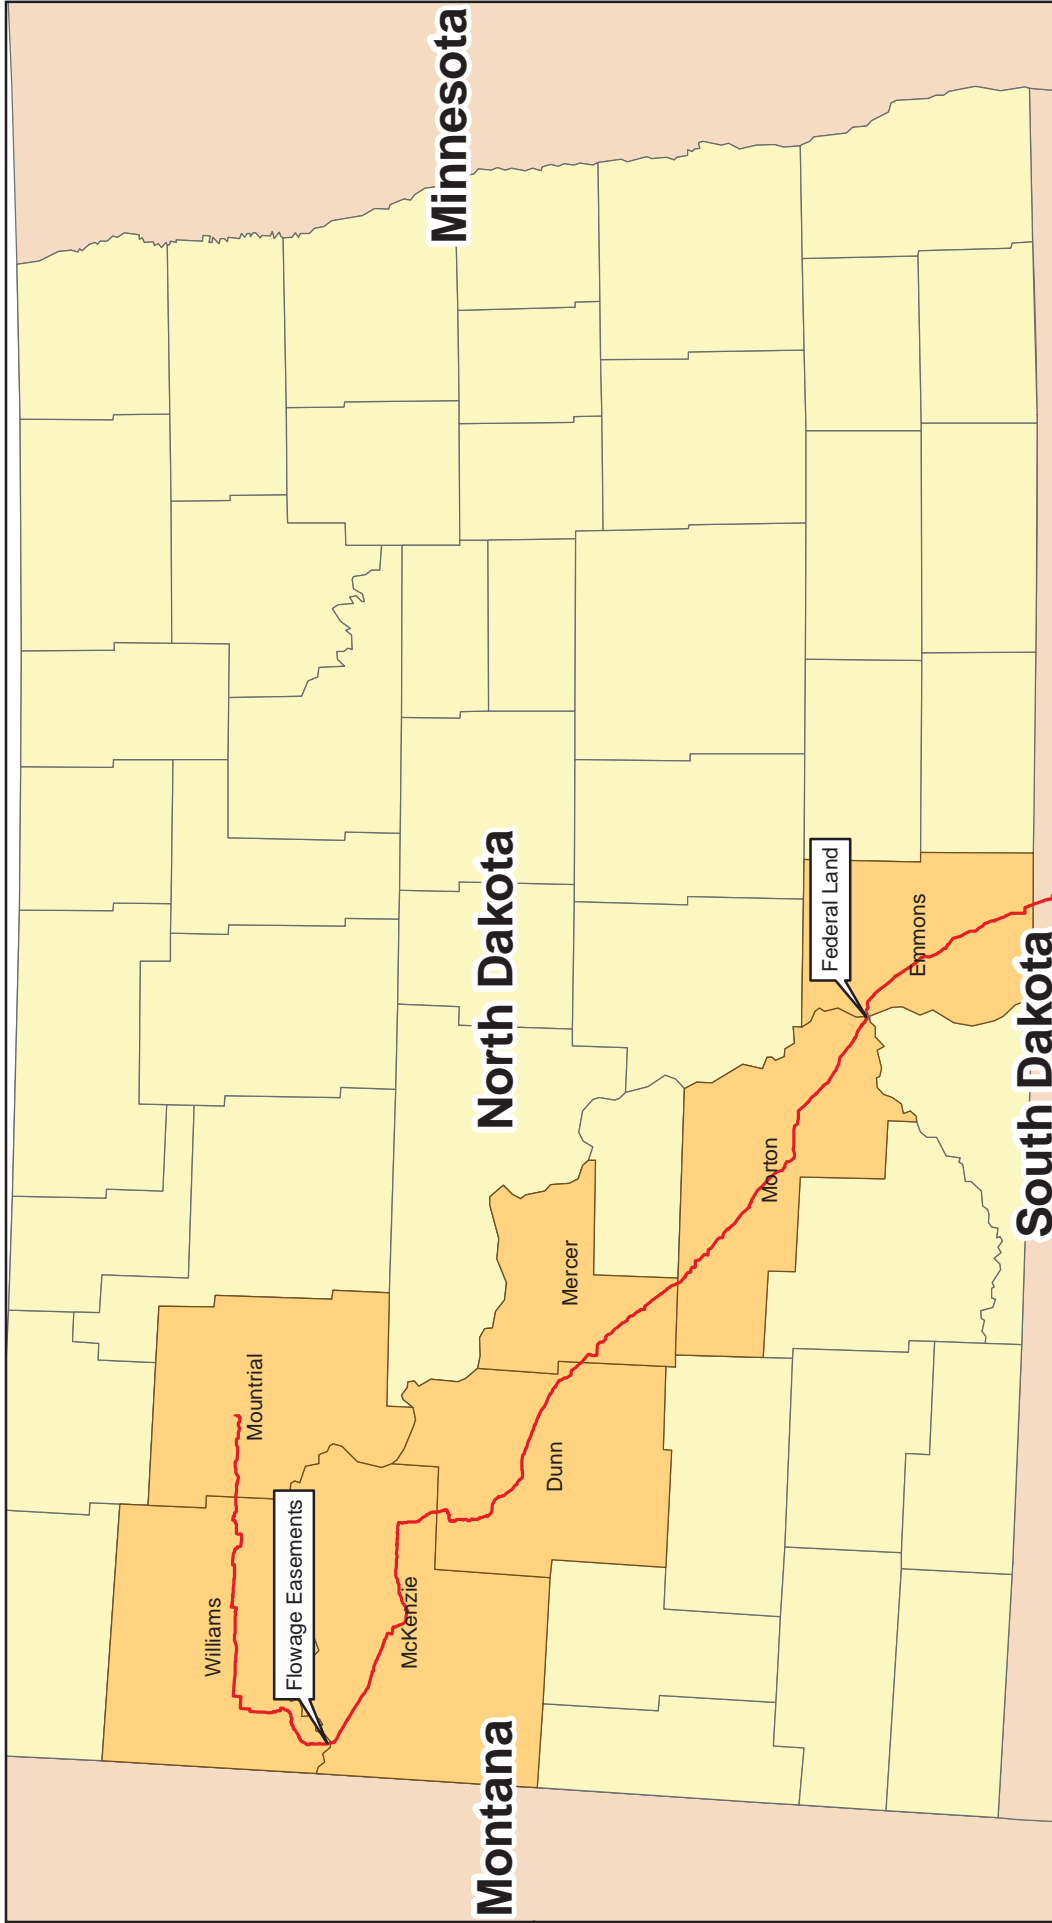 Minnesota
North Dakota
Montana
South Dakota
Mountrial
Williams
Flowage Easements
McKenzie
Dunn
Mercer
Morton
Federal Land
Emmons